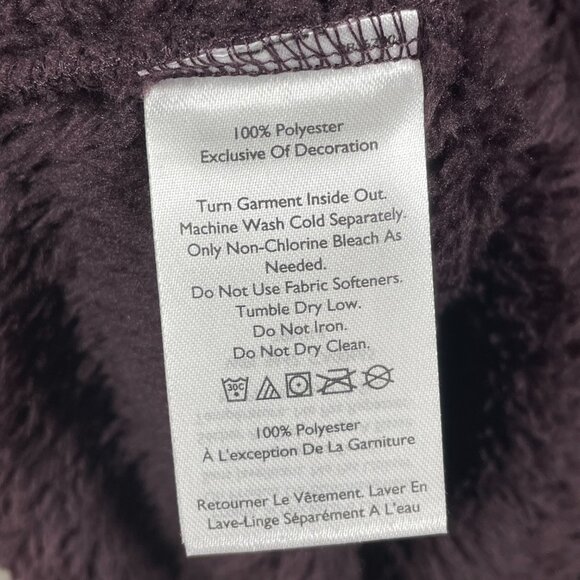 100% Polyester
Exclusive Of Decoration
Turn Garment Inside Out.
Machine Wash Cold Separately.
Only Non-Chlorine Bleach As
Needed.
Do Not Use Fabric Softeners.
Tumble Dry Low.
Do Not Iron.
Do Not Dry Clean.
30C
100% Polyester
À L'exception De La Garniture
Retourner Le Vêtement. Laver En
Lave-Linge Séparément A L'eau